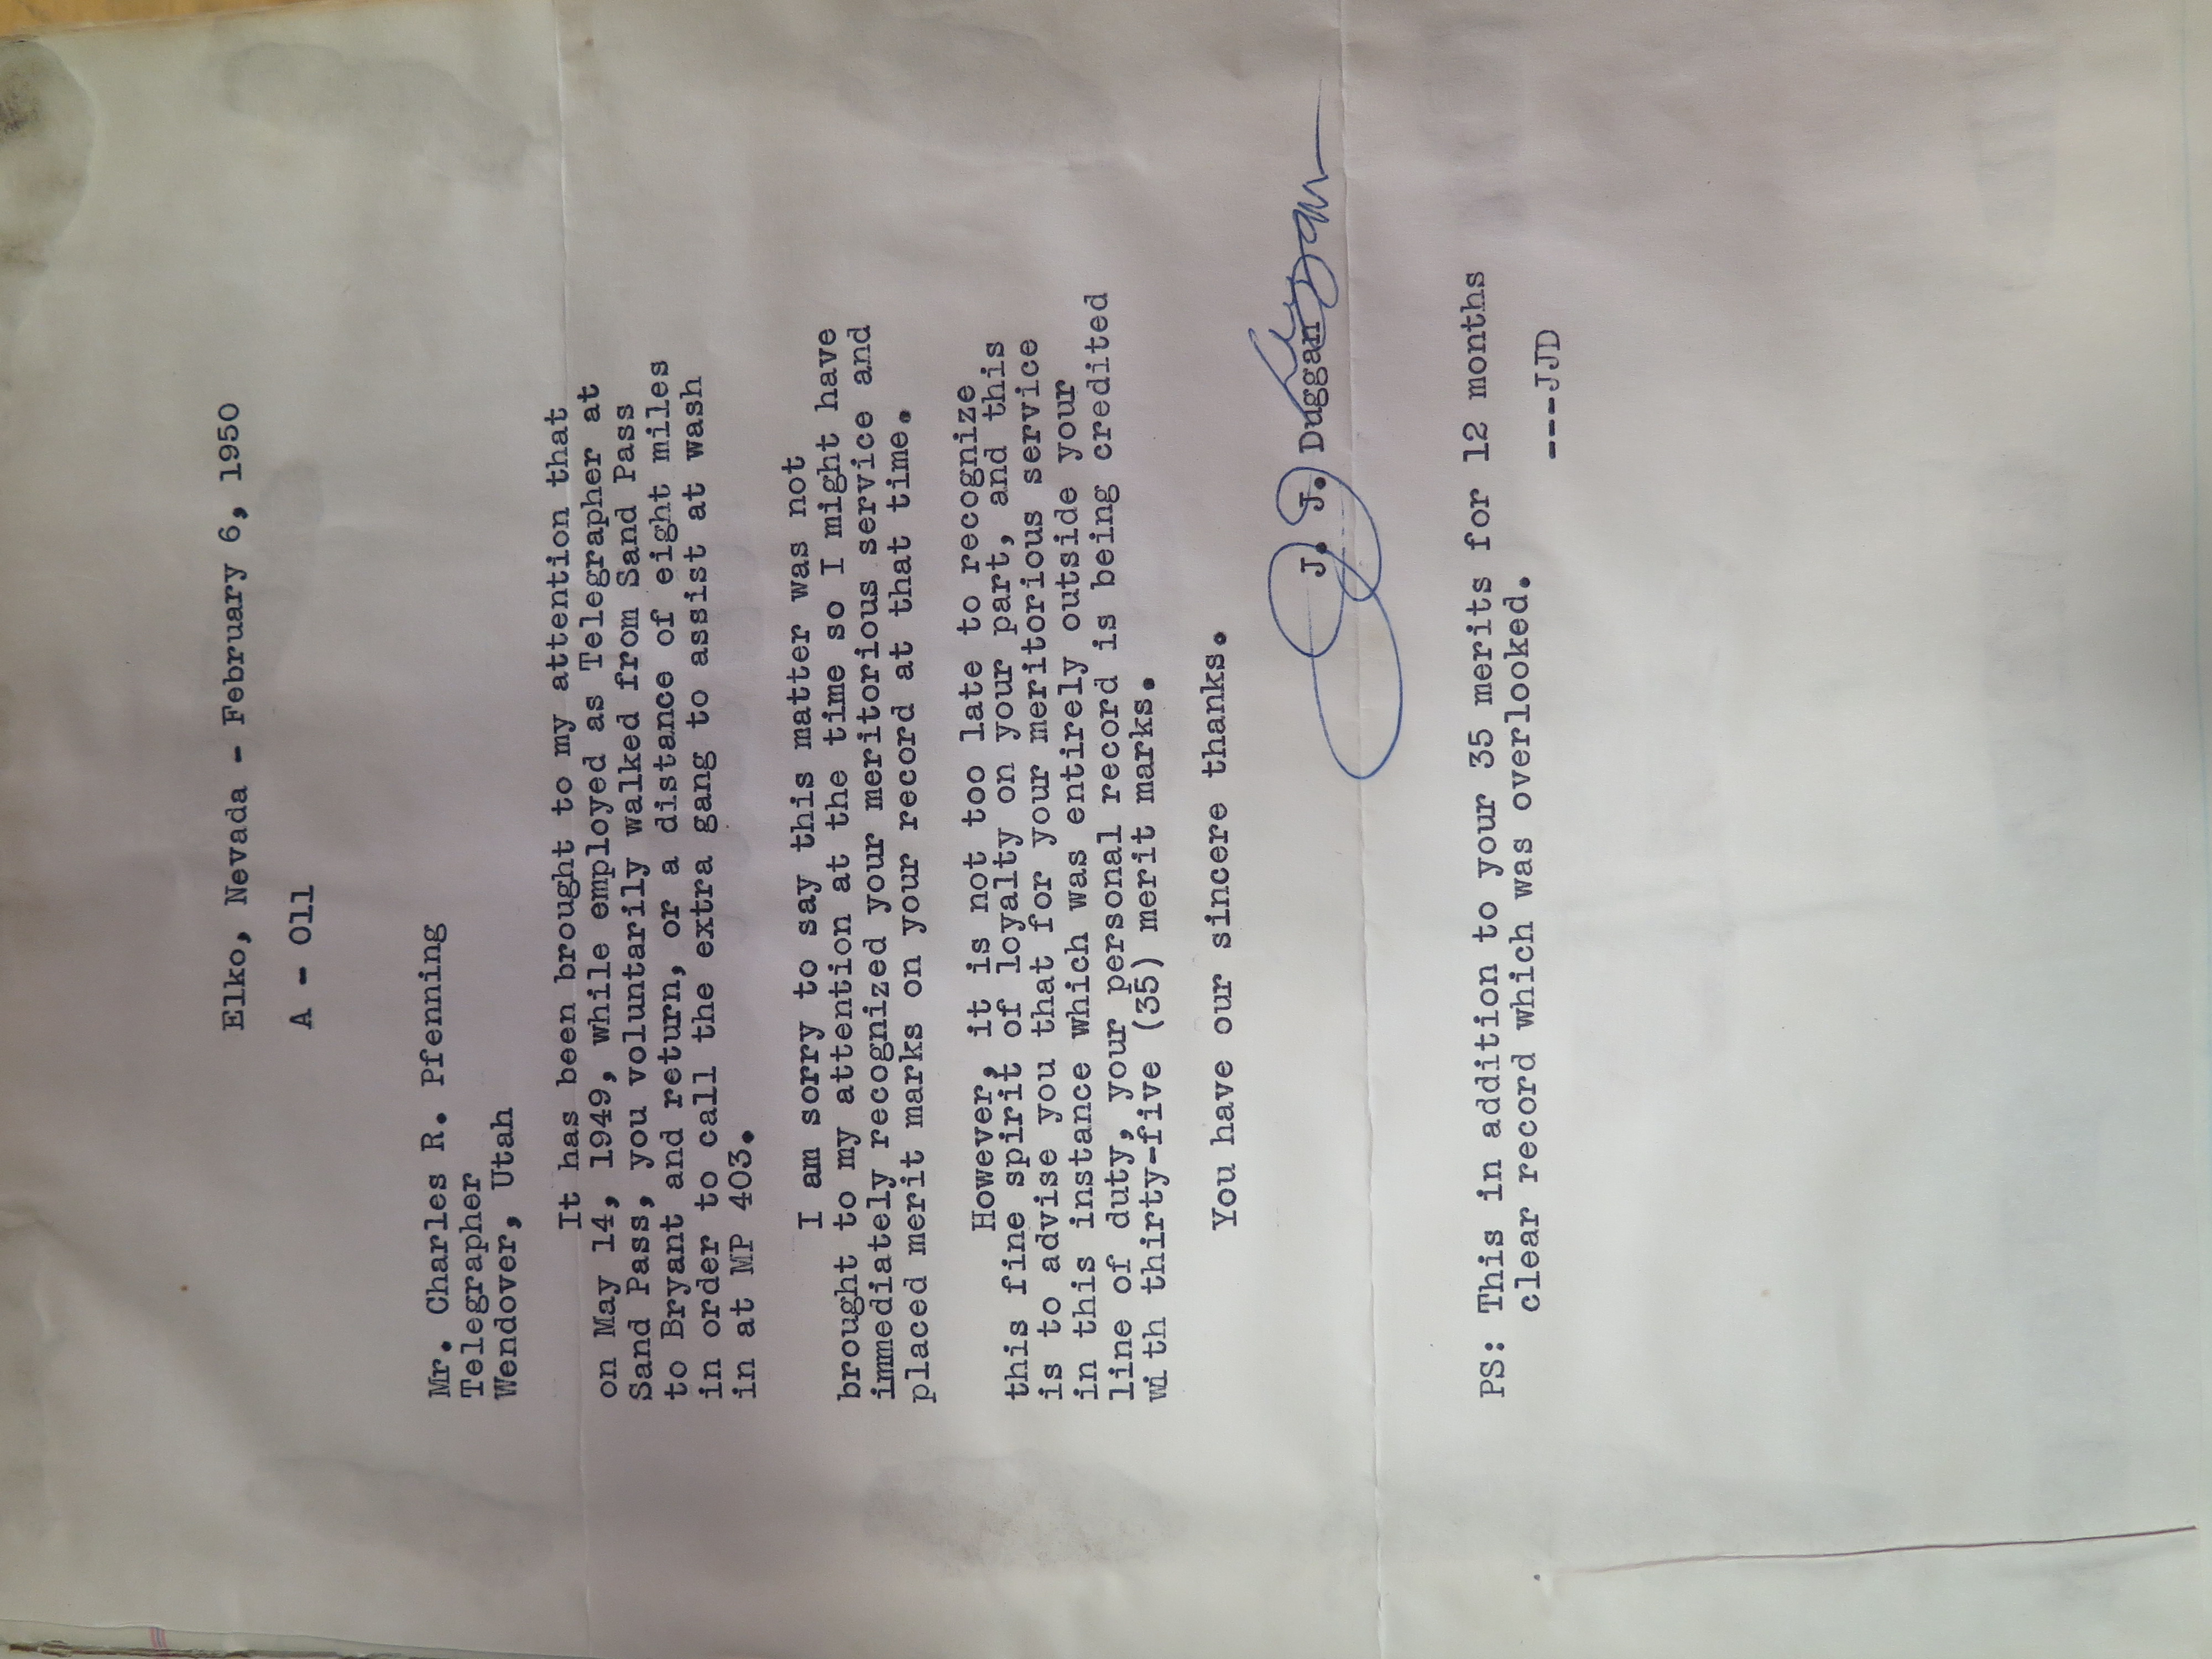 Elko, Nevada - February 6, 1950
A - Oll
Mr. Charles R. Pfenning
Telegrapher
Wendover, Utah
It has been brought to my attention that
on May 14, 1949, while employed as Telegrapher at
Sand Pass, you voluntarily walked from Sand Pass
to Bryant and return, or a distance of eight miles
in order to call the extra gang to assist at wash
in at MP 403.
I am sorry to say this matter was not
brought to my attention at the time so I might have
immediately recognized your meritorious service and
placed merit marks on your record at that time.
However, it is not too late to recognize
this fine spirit of loyalty on your part, and this
is to advise you that for your meritorious service
in this instance which was entirely outside your
line of duty, your personal record is being credited
with thirty-five (35) merit marks.
You have our sincere thanks.
J. J. Duggan
J J Duggan
PS: This in addition to your 35 merits for 12 months
clear record which was overlooked.
---JJD